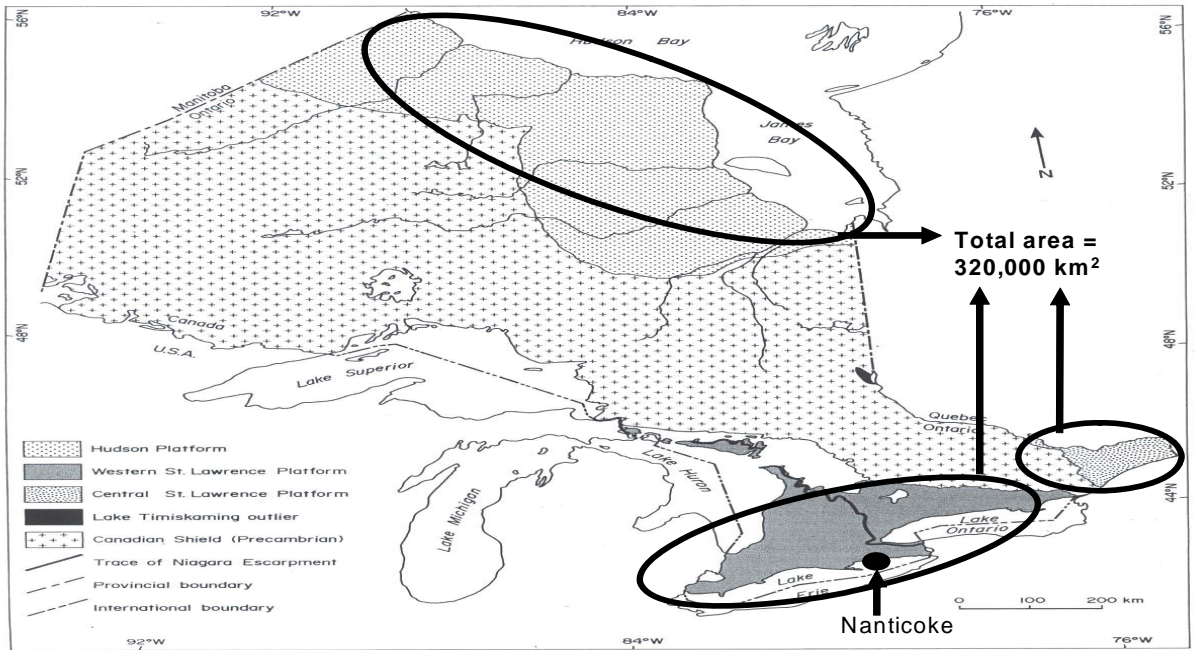 92°W 84°W 76°W
56°N
56°N
Hudson Bay
Manitoba
Ontario
James
Bay
N
52°N
52°N
Total area =
320,000 km²
48°N
48°N
Canada
U.S.A.
Lake Superior
Quebec
Ontario
Hudson Platform
Western St. Lawrence Platform
Central St. Lawrence Platform
Lake Timiskaming outlier
Canadian Shield (Precambrian)
Trace of Niagara Escarpment
Provincial boundary
International boundary
Lake Michigan
Lake Huron
44°N
Lake
Ontario
Lake
Erie
0 100 200 km
Nanticoke
92°W 84°W 76°W